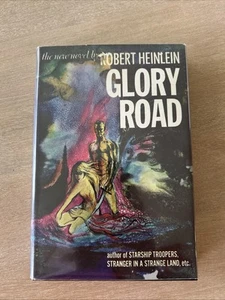 the new novel by ROBERT HEINLEIN
GLORY
ROAD
author of STARSHIP TROOPERS,
STRANGER IN A STRANGE LAND, etc.